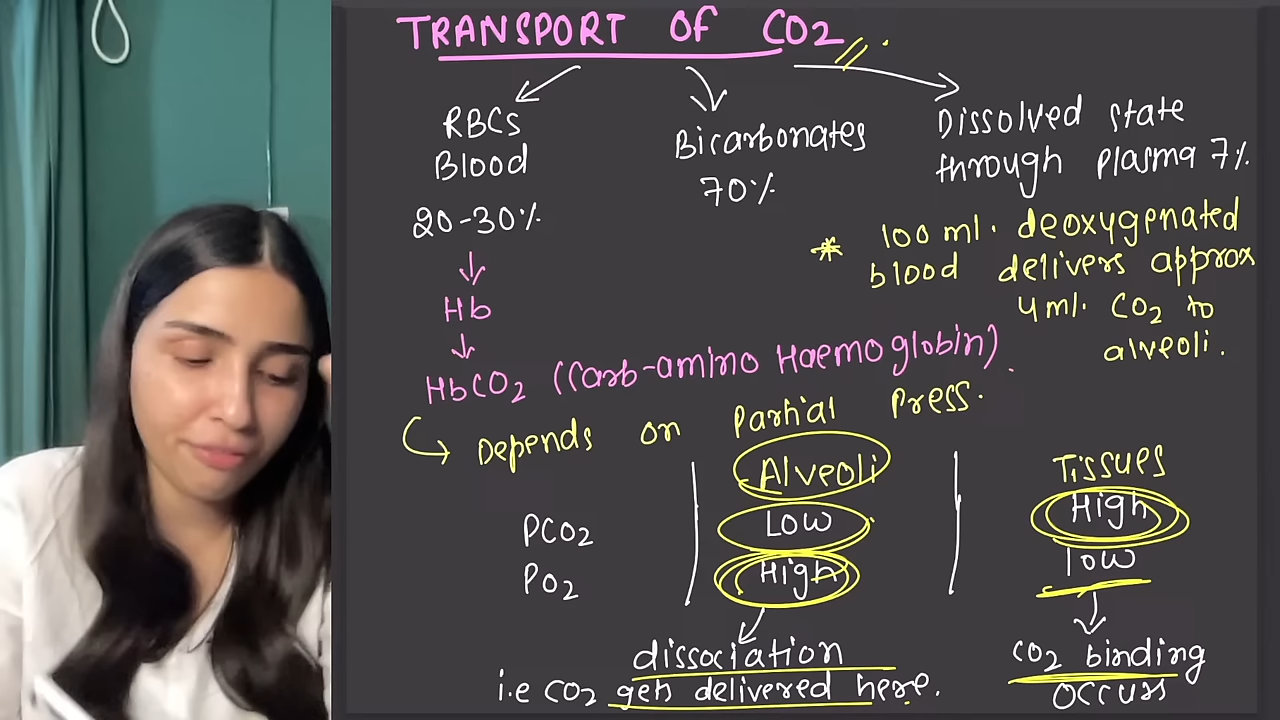 TRANSPORT OF CO2
RBCs
Blood
20-30%
Hb
HbCO2 (Carb-amino Haemoglobin).
Bicarbonates
70%
Dissolved state
through plasma 7%
* 100 ml. deoxygenated
blood delivers approx
4 ml. CO2 to
alveoli.
Depends on Partial Press.
Alveoli
Tissues
PCO2 Low High
PO2 High low
dissociation
i.e CO2 gets delivered here.
CO2 binding
occurs